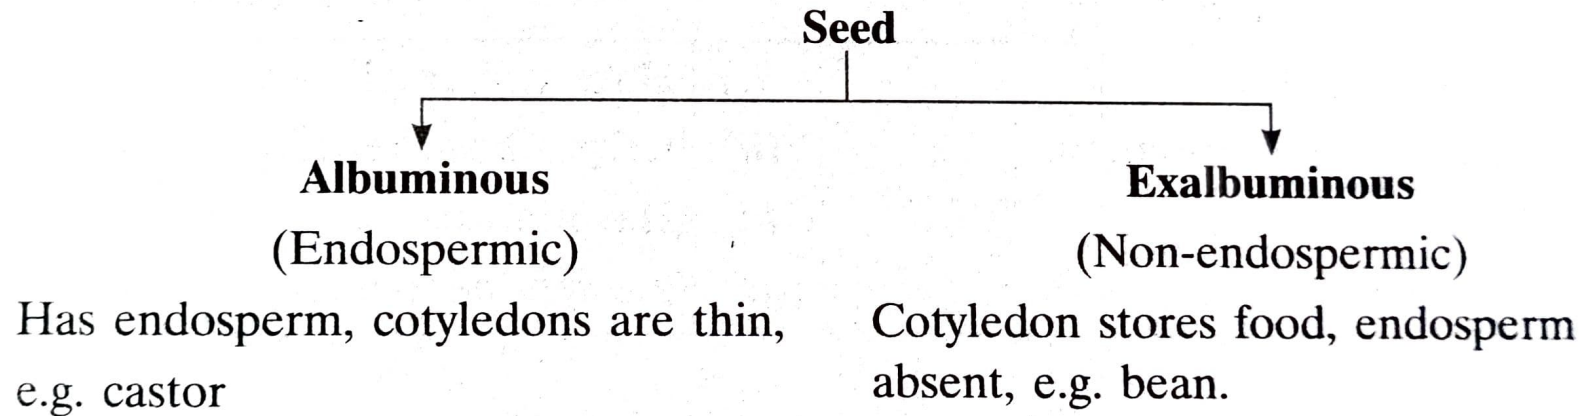 Seed
Albuminous
Exalbuminous
(Endospermic)
(Non-endospermic)
Has endosperm, cotyledons are thin,
e.g. castor
Cotyledon stores food, endosperm
absent, e.g. bean.